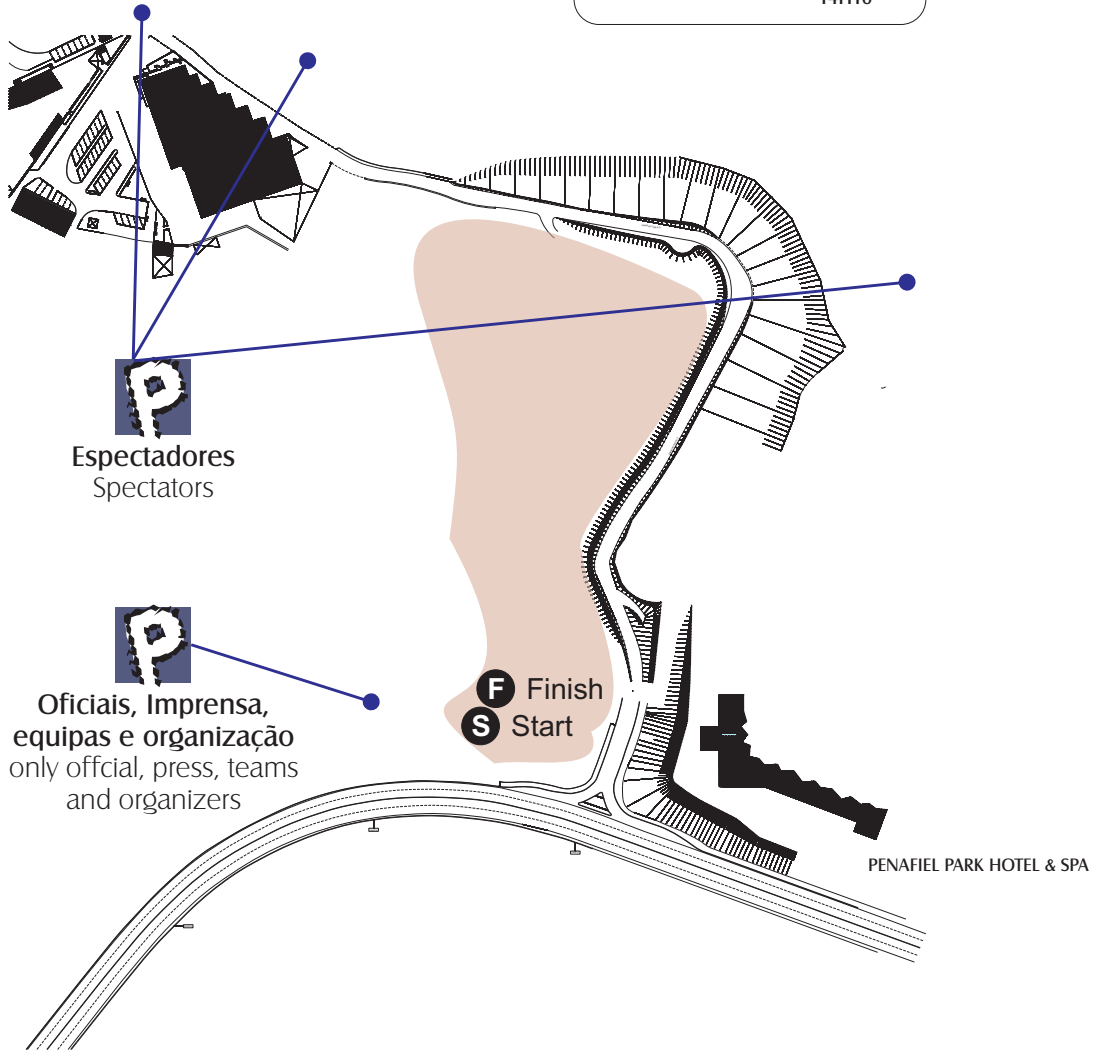 P
Espectadores
Spectators
P
Oficiais, Imprensa,
equipas e organização
only offcial, press, teams
and organizers
F Finish
S Start
PENAFIEL PARK HOTEL & SPA